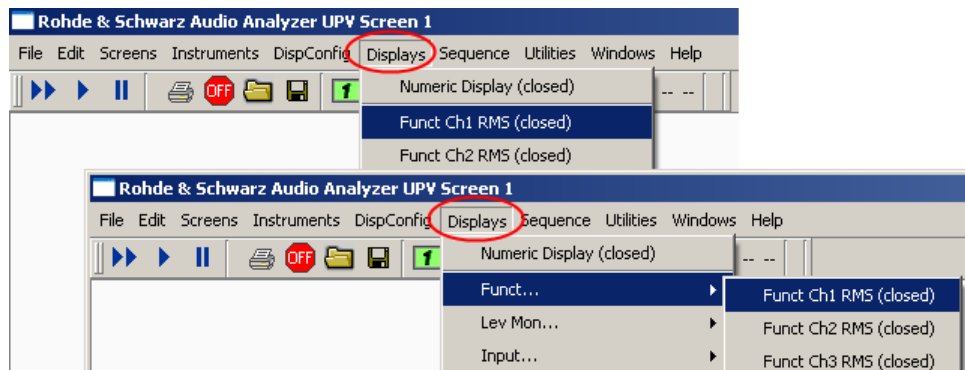 Rohde & Schwarz Audio Analyzer UPV Screen 1
File Edit Screens Instruments DispConfig Displays Sequence Utilities Windows Help
OFF 1 -- --
Numeric Display (closed)
Funct Ch1 RMS (closed)
Funct Ch2 RMS (closed)
Rohde & Schwarz Audio Analyzer UPV Screen 1
File Edit Screens Instruments DispConfig Displays Sequence Utilities Windows Help
OFF 1 -- --
Numeric Display (closed)
Funct...
Funct Ch1 RMS (closed)
Lev Mon...
Funct Ch2 RMS (closed)
Input...
Funct Ch3 RMS (closed)